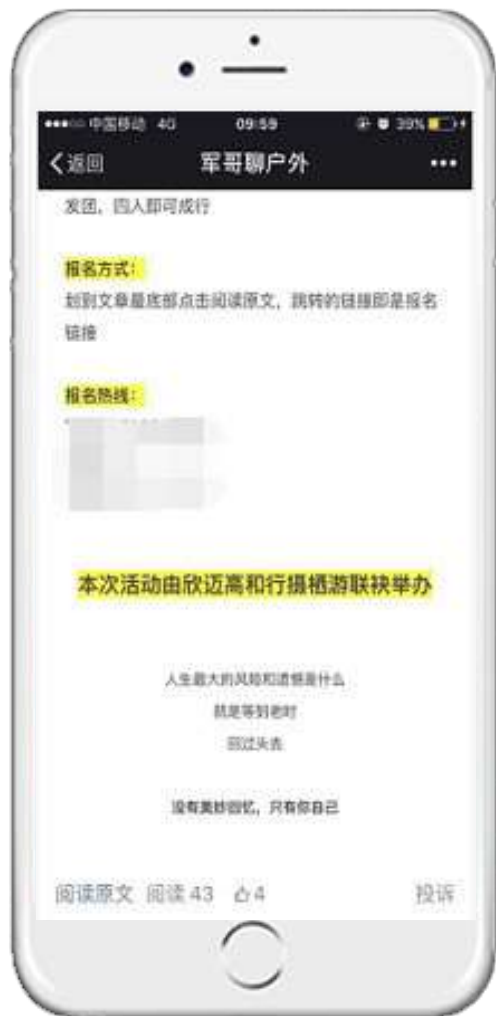 中国移动 4G 09:59 39%
返回 军哥聊户外
发团，四人即可成行
报名方式：
划到文章最底部点击阅读原文，跳转的链接即是报名
链接
报名热线：
本次活动由欣迈高和行摄栖游联袂举办
人生最大的风险和遗憾是什么
就是等到老时
回过头去
没有美妙回忆，只有你自己
阅读原文 阅读 43 4 投诉